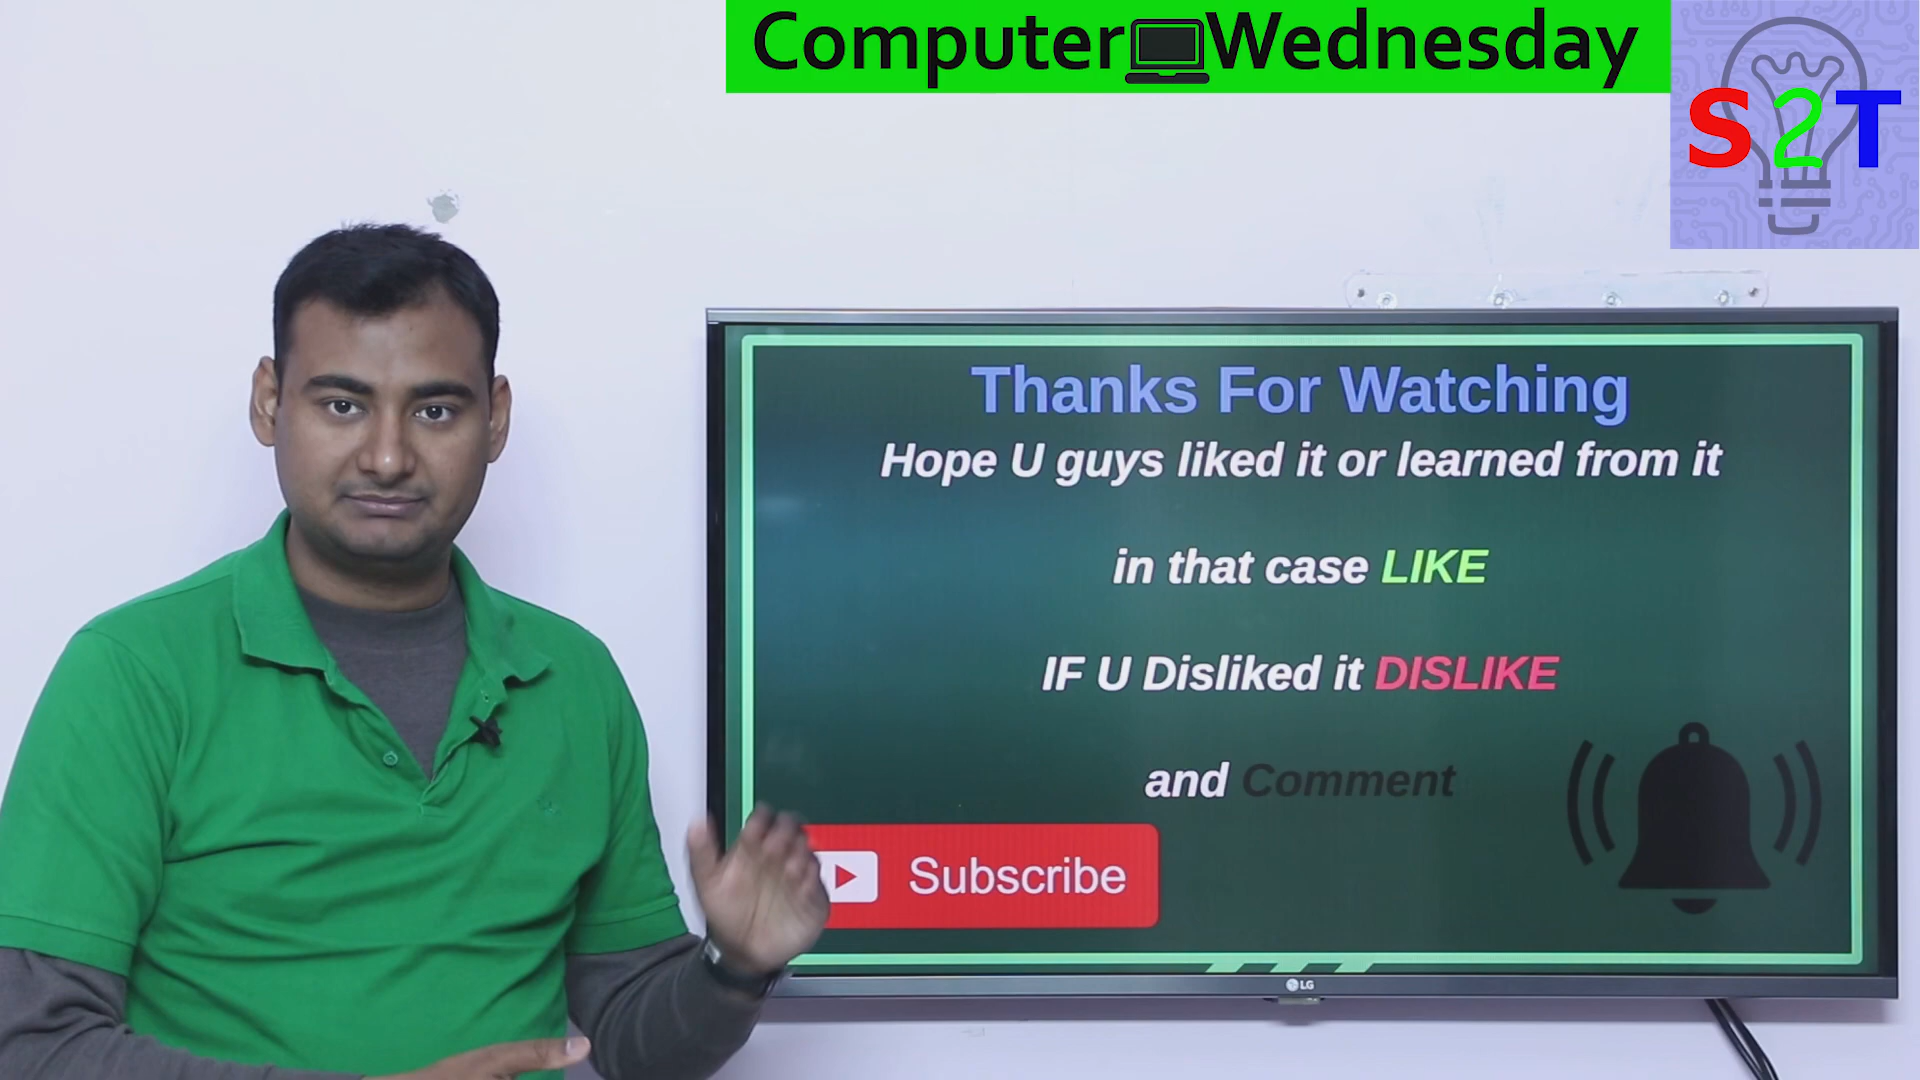 Computer Wednesday
S2T
Thanks For Watching
Hope U guys liked it or learned from it
in that case LIKE
IF U Disliked it DISLIKE
and Comment
Subscribe
LG